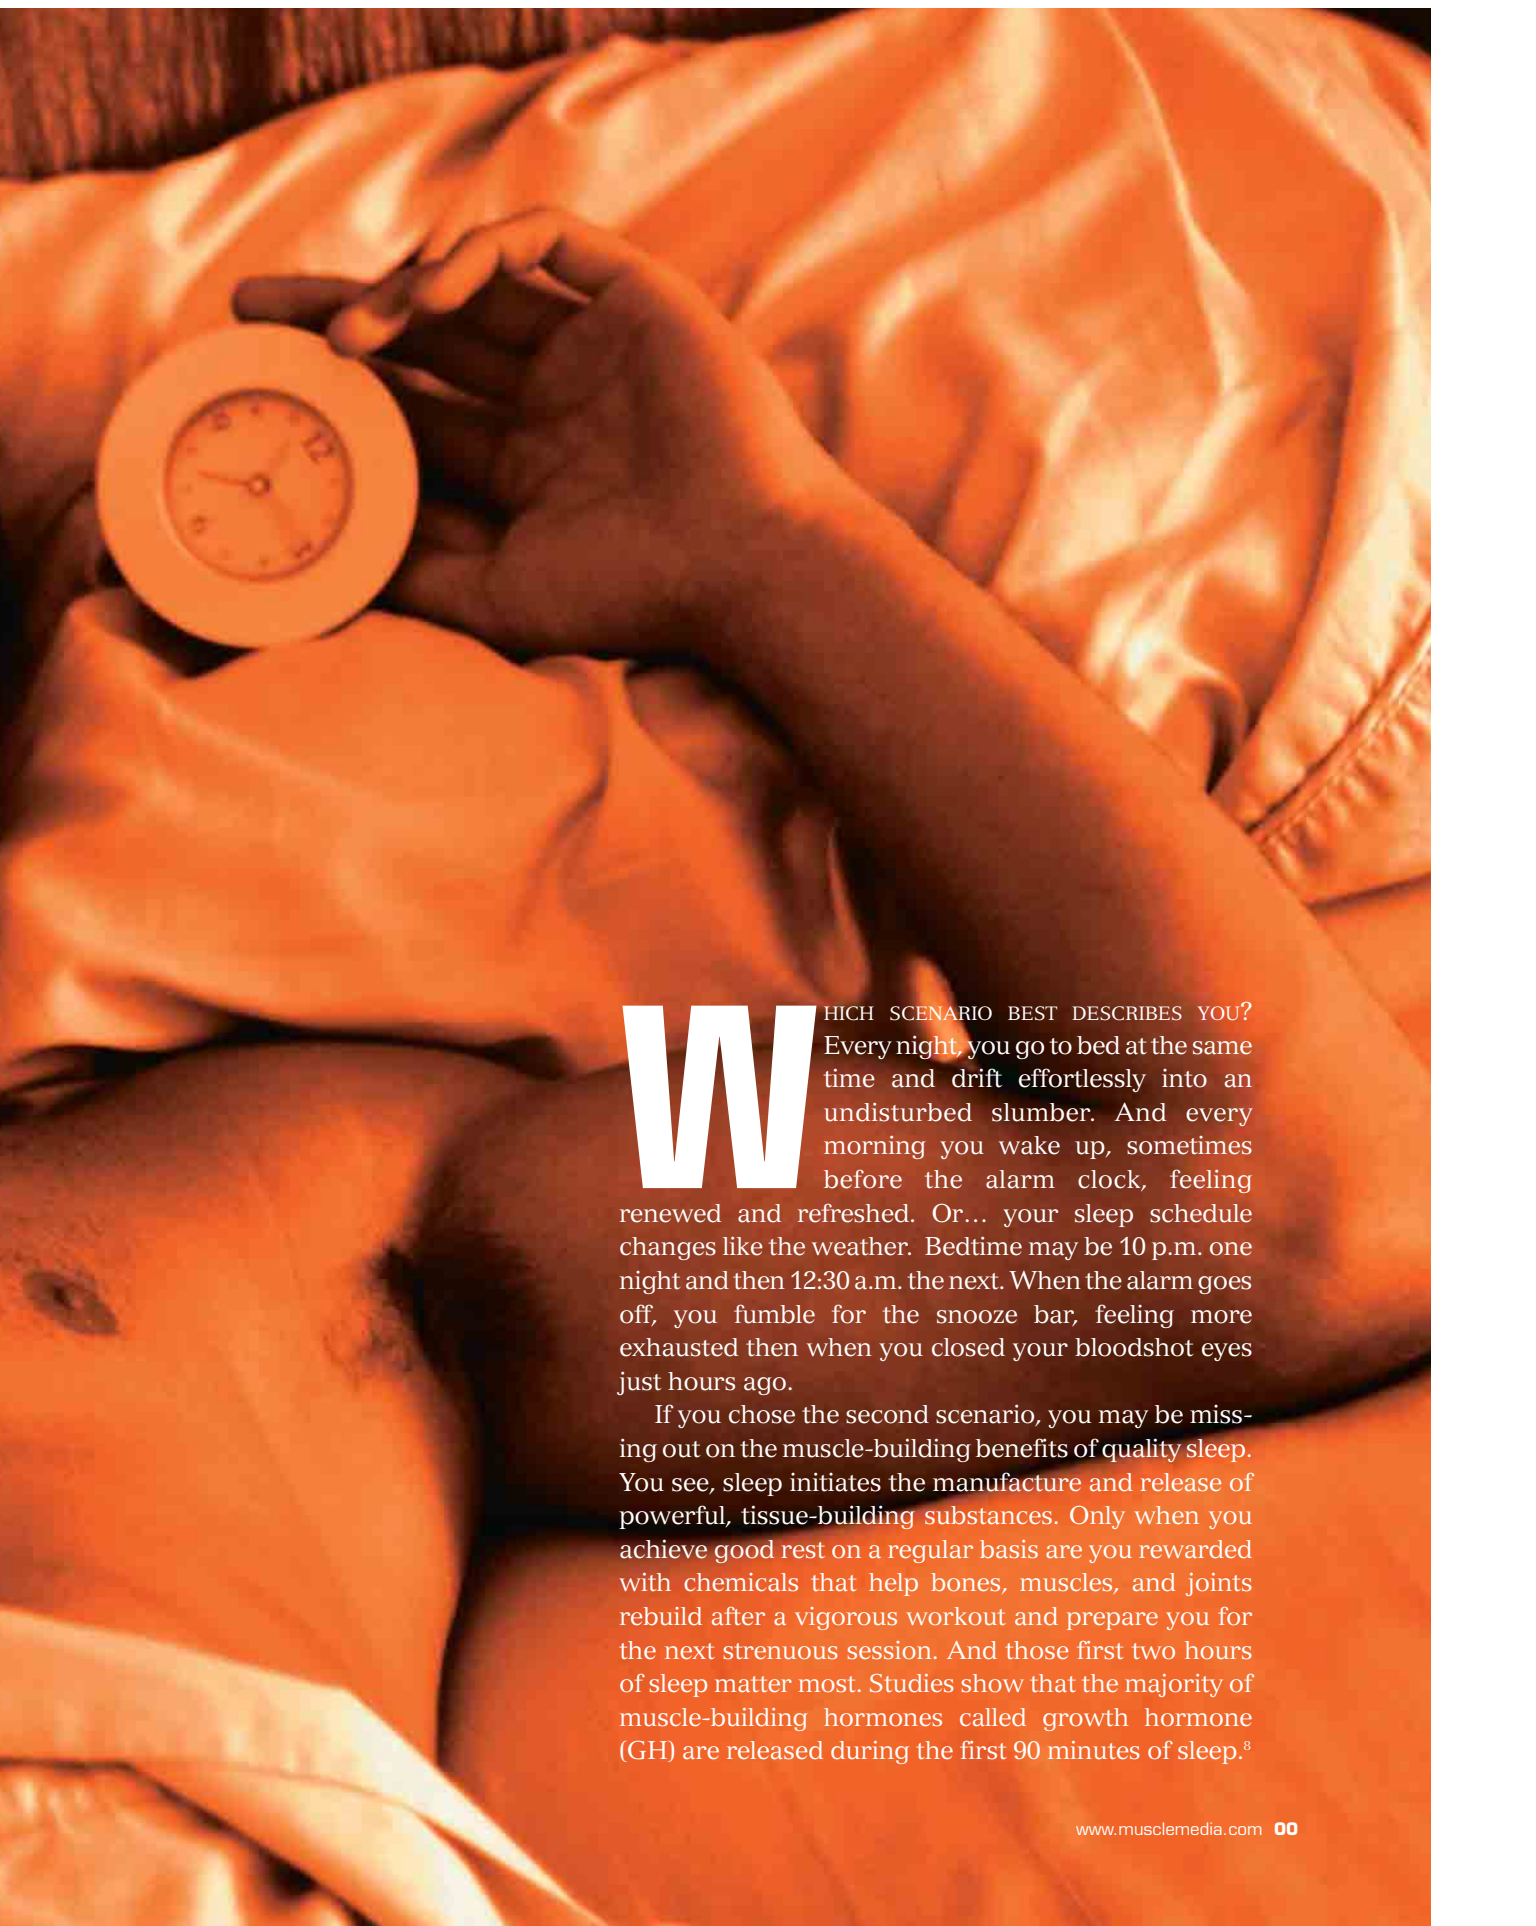 WHICH SCENARIO BEST DESCRIBES YOU?
Every night, you go to bed at the same
time and drift effortlessly into an
undisturbed slumber. And every
morning you wake up, sometimes
before the alarm clock, feeling
renewed and refreshed. Or… your sleep schedule
changes like the weather. Bedtime may be 10 p.m. one
night and then 12:30 a.m. the next. When the alarm goes
off, you fumble for the snooze bar, feeling more
exhausted then when you closed your bloodshot eyes
just hours ago.
If you chose the second scenario, you may be miss-
ing out on the muscle-building benefits of quality sleep.
You see, sleep initiates the manufacture and release of
powerful, tissue-building substances. Only when you
achieve good rest on a regular basis are you rewarded
with chemicals that help bones, muscles, and joints
rebuild after a vigorous workout and prepare you for
the next strenuous session. And those first two hours
of sleep matter most. Studies show that the majority of
muscle-building hormones called growth hormone
(GH) are released during the first 90 minutes of sleep.8
www.musclemedia.com 00
12